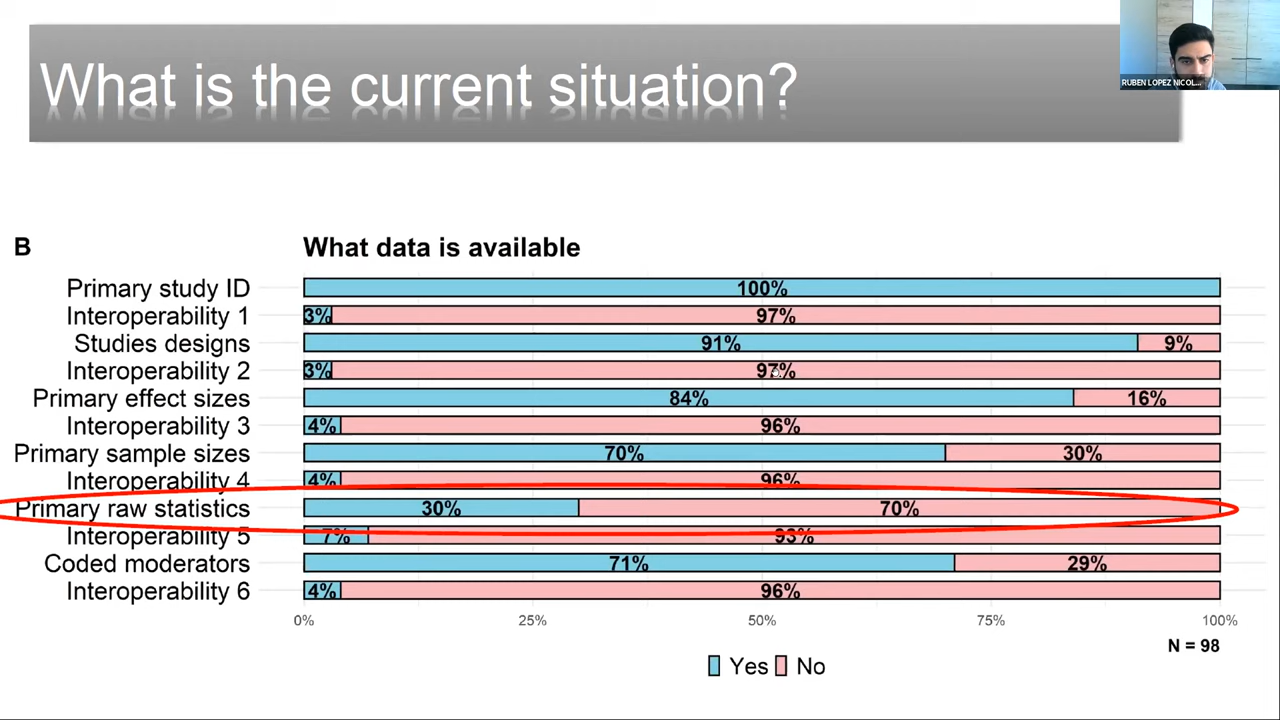 What is the current situation?
RUBEN LOPEZ NICOL...
B
What data is available
Primary study ID 100%
Interoperability 1 3% 97%
Studies designs 91% 9%
Interoperability 2 3% 97%
Primary effect sizes 84% 16%
Interoperability 3 4% 96%
Primary sample sizes 70% 30%
Interoperability 4 4% 96%
Primary raw statistics 30% 70%
Interoperability 5 7% 93%
Coded moderators 71% 29%
Interoperability 6 4% 96%
0% 25% 50% 75% 100%
N = 98
Yes No